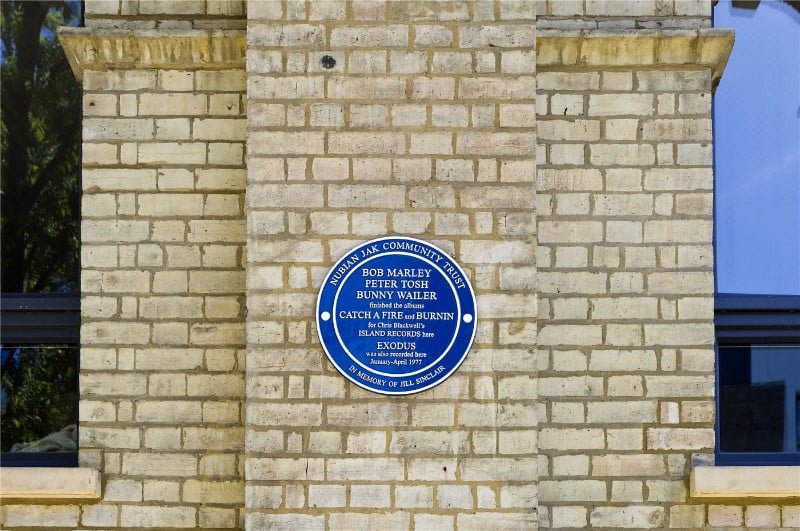 NUBIAN JAK COMMUNITY TRUST
BOB MARLEY
PETER TOSH
BUNNY WAILER
finished the albums
CATCH A FIRE and BURNIN
for Chris Blackwell's
ISLAND RECORDS here
EXODUS
was also recorded here
January-April 1977
IN MEMORY OF JILL SINCLAIR